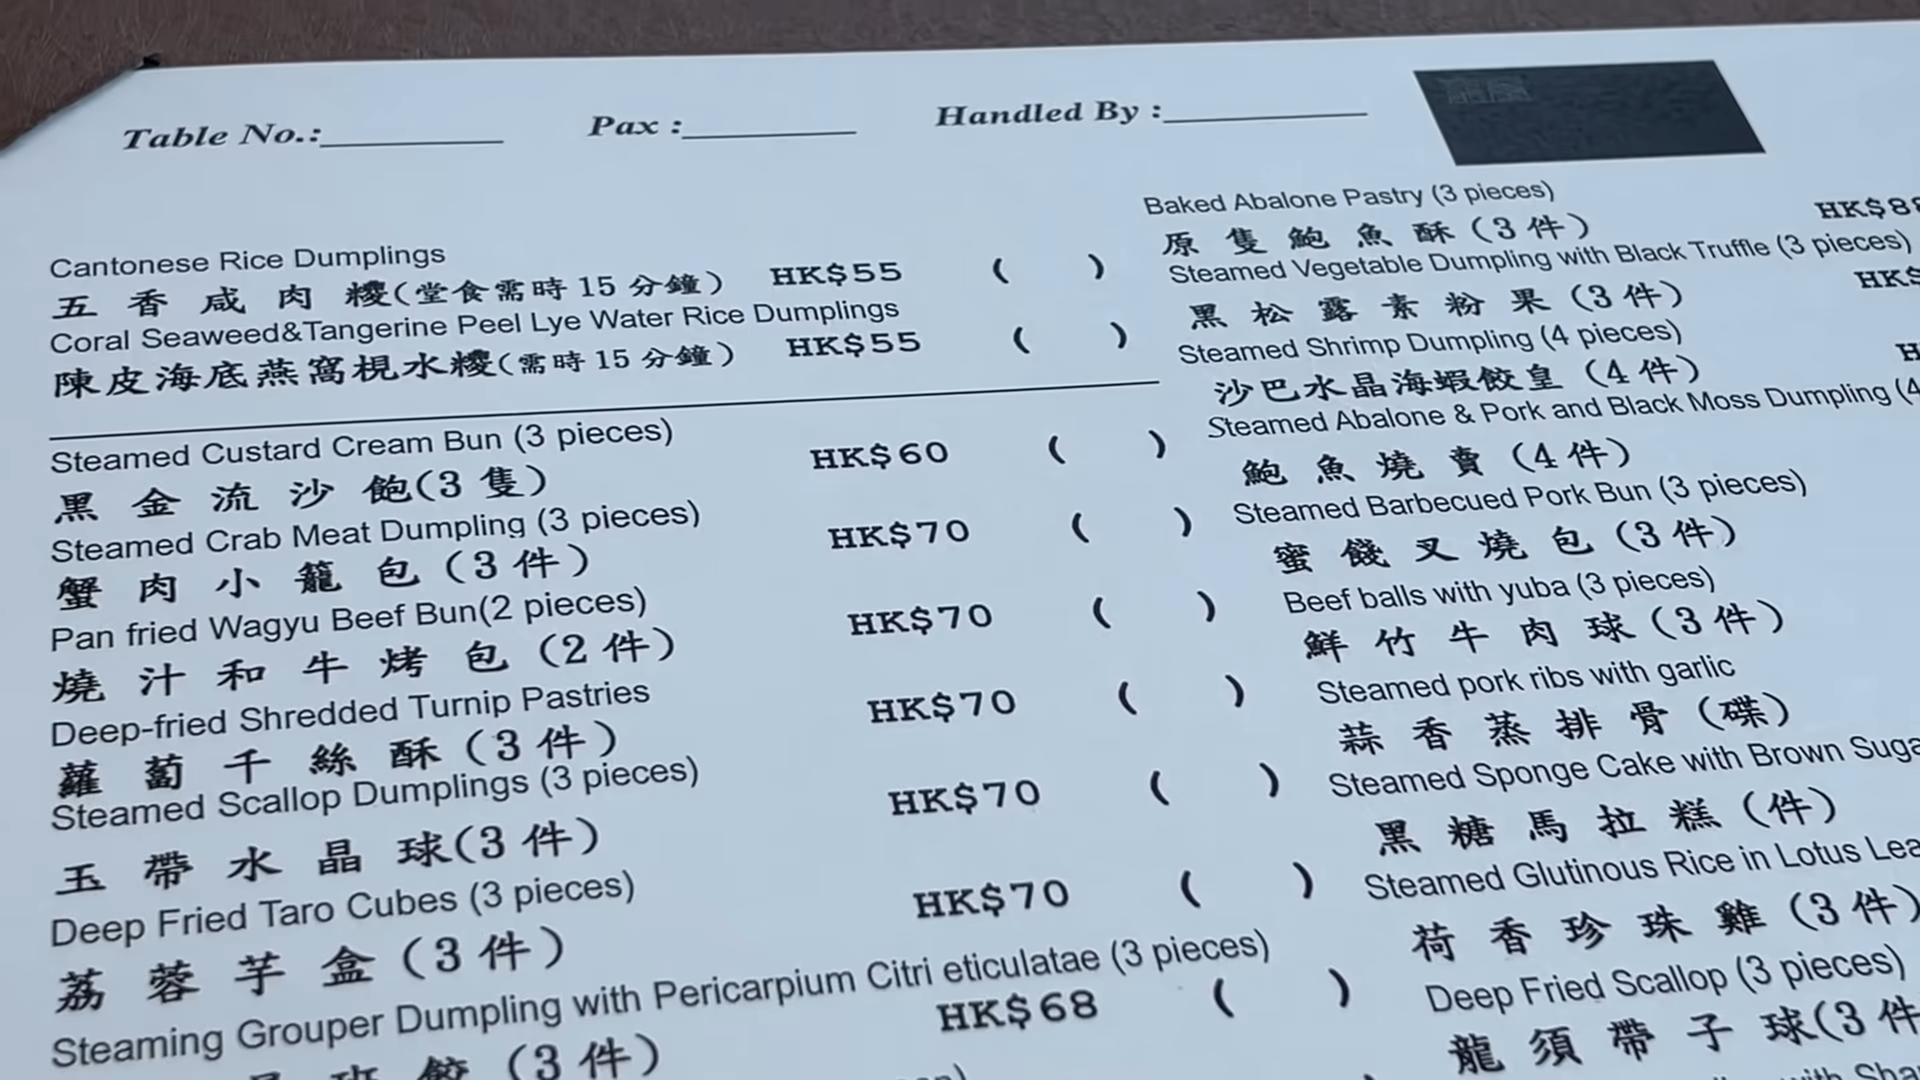 Table No.:
Pax :
Handled By :
Cantonese Rice Dumplings
五香咸肉糭(堂食需時15分鐘) HK$55 ( )
Coral Seaweed&Tangerine Peel Lye Water Rice Dumplings
陳皮海底燕窩梘水糭(需時15分鐘) HK$55 ( )
Steamed Custard Cream Bun (3 pieces)
黑金流沙飽(3隻) HK$60 ( )
Steamed Crab Meat Dumpling (3 pieces)
蟹肉小籠包(3件) HK$70 ( )
Pan fried Wagyu Beef Bun(2 pieces)
燒汁和牛烤包(2件) HK$70 ( )
Deep-fried Shredded Turnip Pastries
蘿蔔千絲酥(3件) HK$70 ( )
Steamed Scallop Dumplings (3 pieces)
玉帶水晶球(3件) HK$70 ( )
Deep Fried Taro Cubes (3 pieces)
荔蓉芋盒(3件) HK$70 ( )
Steaming Grouper Dumpling with Pericarpium Citri eticulatae (3 pieces)
餃(3件) HK$68 ( )
Baked Abalone Pastry (3 pieces)
原隻鮑魚酥(3件) HK$88
Steamed Vegetable Dumpling with Black Truffle (3 pieces)
黑松露素粉果(3件) HK$
Steamed Shrimp Dumpling (4 pieces)
沙巴水晶海蝦餃皇(4件) H
Steamed Abalone & Pork and Black Moss Dumpling (4
鮑魚燒賣(4件)
Steamed Barbecued Pork Bun (3 pieces)
蜜餞叉燒包(3件)
Beef balls with yuba (3 pieces)
鮮竹牛肉球(3件)
Steamed pork ribs with garlic
蒜香蒸排骨(碟)
Steamed Sponge Cake with Brown Suga
黑糖馬拉糕(件)
Steamed Glutinous Rice in Lotus Lea
荷香珍珠雞(3件)
Deep Fried Scallop (3 pieces)
龍須帶子球(3件